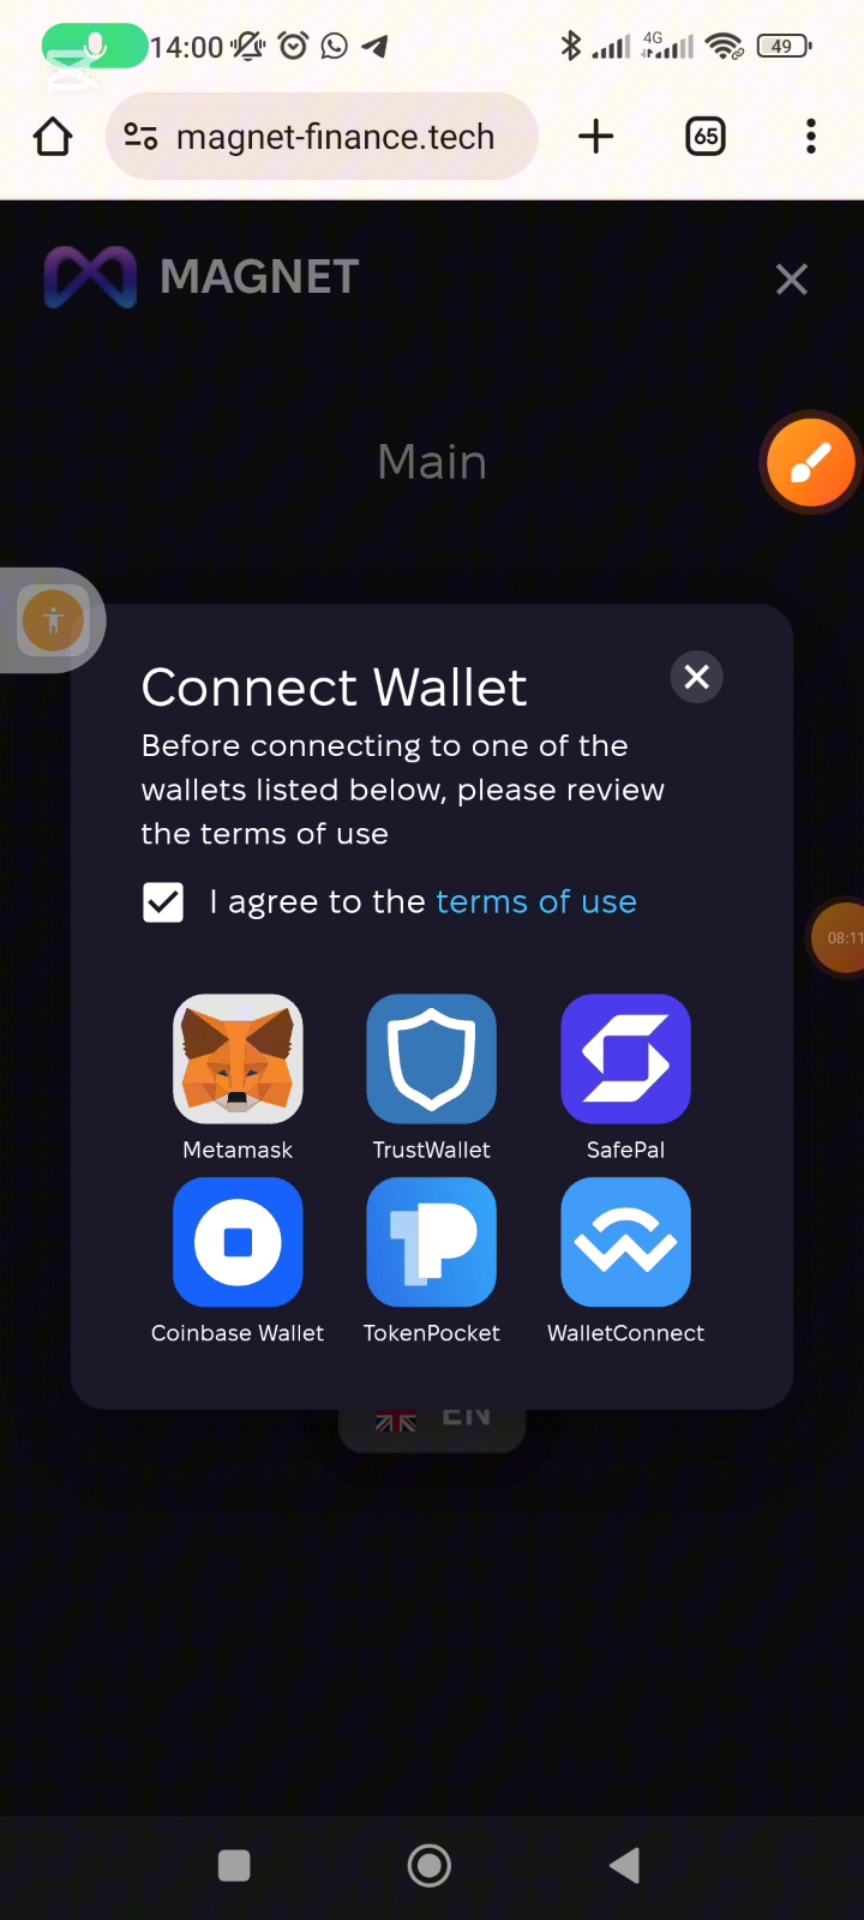 14:00
4G
49
magnet-finance.tech
65
MAGNET
Main
Connect Wallet
Before connecting to one of the
wallets listed below, please review
the terms of use
I agree to the terms of use
08:11
Metamask
TrustWallet
SafePal
Coinbase Wallet
TokenPocket
WalletConnect
EN